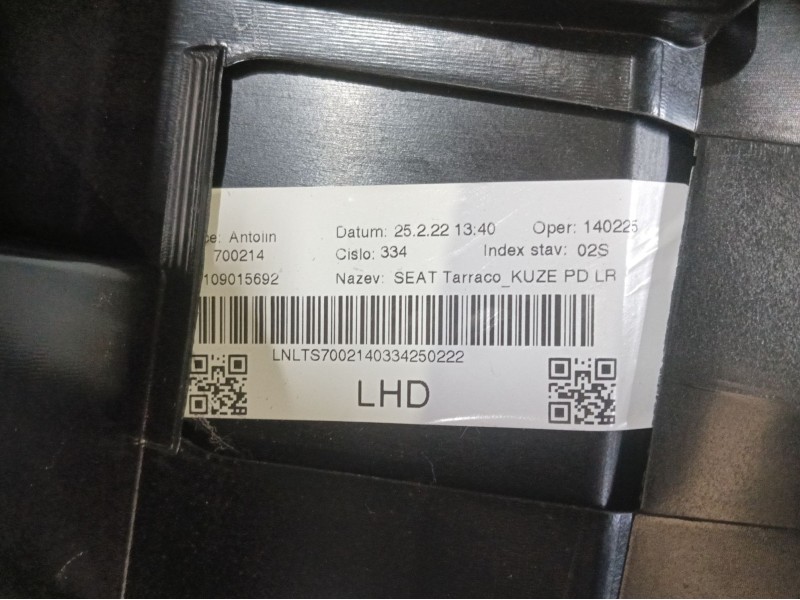 ce: Antolin Datum: 25.2.22 13:40 Oper: 140225
700214 Cislo: 334 Index stav: 02S
109015692 Nazev: SEAT Tarraco_KUZE PD LR
LNLTS7002140334250222
LHD